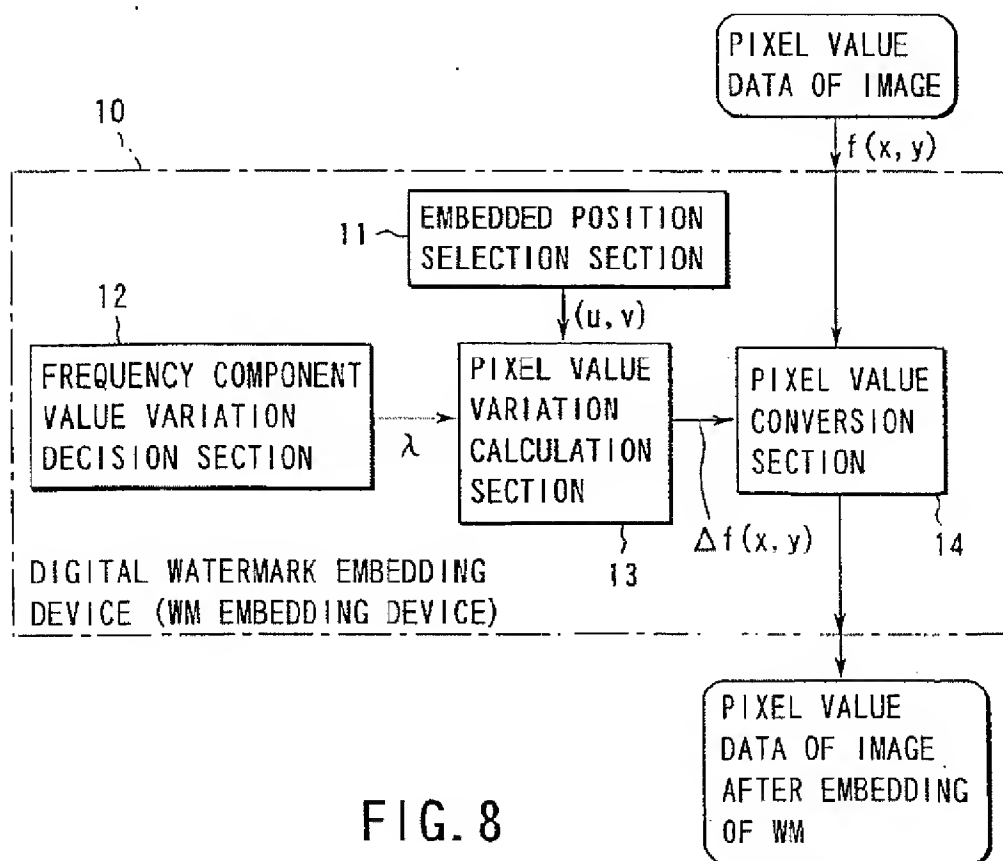 PIXEL VALUE
DATA OF IMAGE
10
f(x, y)
11
EMBEDDED POSITION
SELECTION SECTION
12
(u, v)
FREQUENCY COMPONENT
VALUE VARIATION
DECISION SECTION
λ
PIXEL VALUE
VARIATION
CALCULATION
SECTION
PIXEL VALUE
CONVERSION
SECTION
Δf(x, y)
13
14
DIGITAL WATERMARK EMBEDDING
DEVICE (WM EMBEDDING DEVICE)
PIXEL VALUE
DATA OF IMAGE
AFTER EMBEDDING
OF WM
FIG. 8